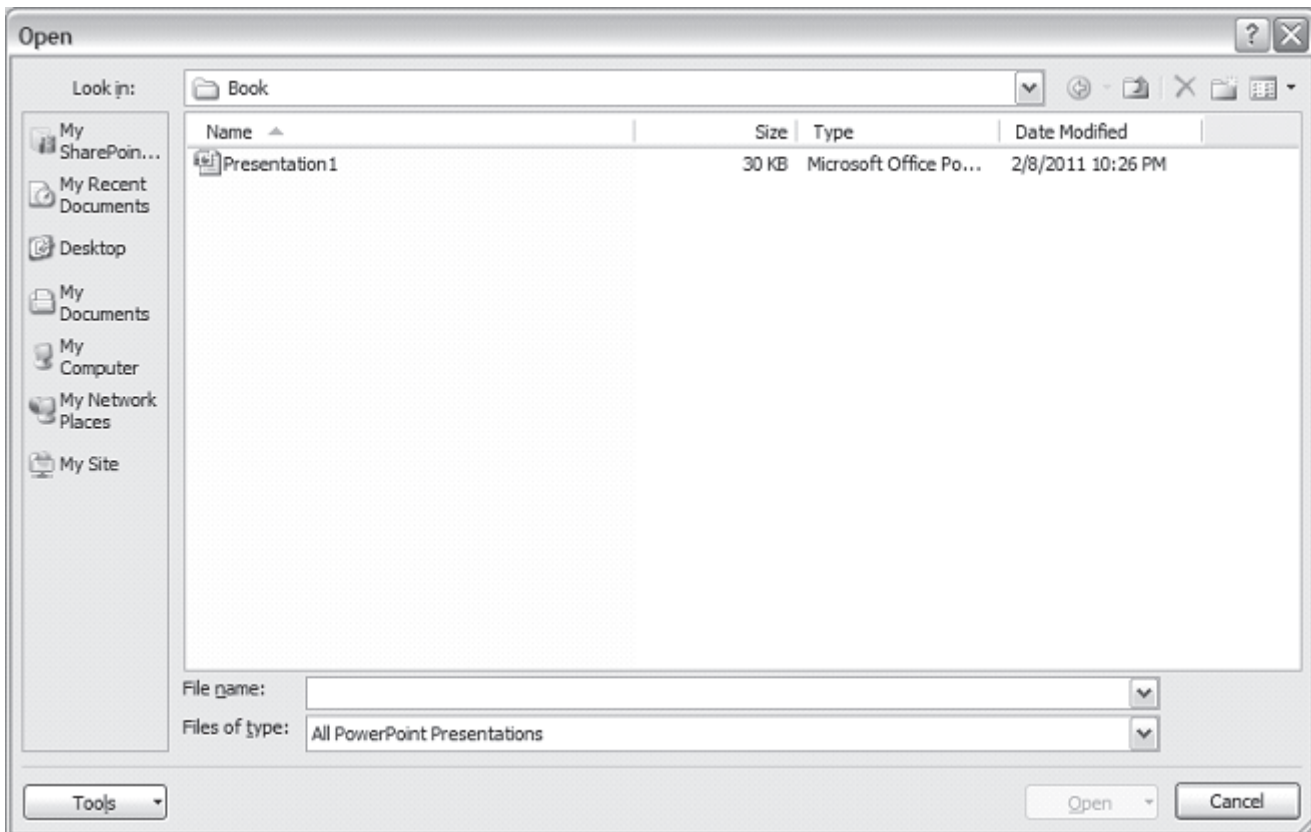 Open
Look in:
Book
My
SharePoin...
My Recent
Documents
Desktop
My
Documents
My
Computer
My Network
Places
My Site
Name Size Type Date Modified
Presentation1 30 KB Microsoft Office Po... 2/8/2011 10:26 PM
File name:
Files of type: All PowerPoint Presentations
Tools Open Cancel